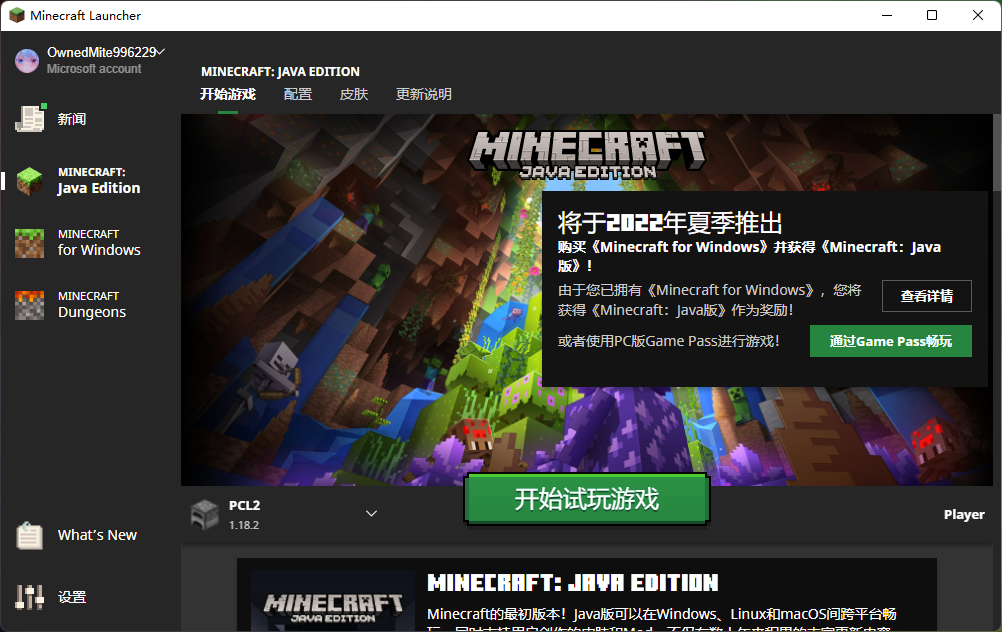 Minecraft Launcher
OwnedMite996229
Microsoft account
新闻
MINECRAFT:
Java Edition
MINECRAFT
for Windows
MINECRAFT
Dungeons
What's New
设置
MINECRAFT: JAVA EDITION
开始游戏 配置 皮肤 更新说明
MINECRAFT
JAVA EDITION
将于2022年夏季推出
购买《Minecraft for Windows》并获得《Minecraft：Java
版》！
由于您已拥有《Minecraft for Windows》，您将
获得《Minecraft：Java版》作为奖励！
查看详情
或者使用PC版Game Pass进行游戏！
通过Game Pass畅玩
PCL2
1.18.2
开始试玩游戏
Player
MINECRAFT
JAVA EDITION
MINECRAFT: JAVA EDITION
Minecraft的最初版本！Java版可以在Windows、Linux和macOS间跨平台畅